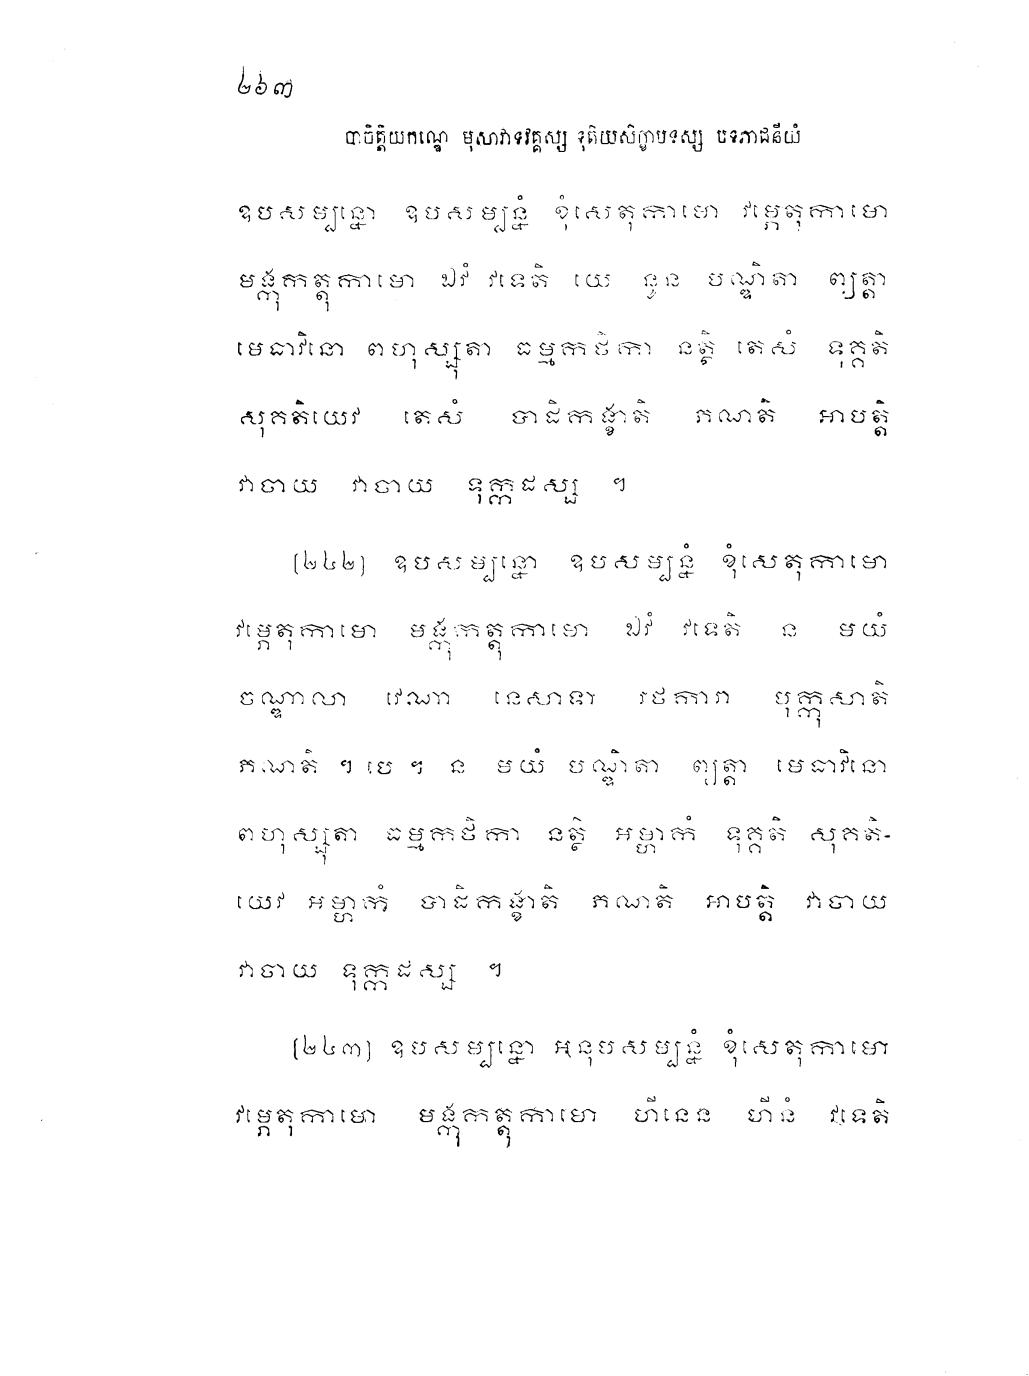 ២៦៧
បាចិត្តិយកណ្ឌេ មុសាវាទវគ្គស្ស ទុតិយសិក្ខាបទស្ស បទភាជនីយំ
ឧបសម្បន្នោ ឧបសម្បន្នំ ខុំសេតុកាមោ វម្ភេតុកាមោ
មង្កុកត្តុកាមោ ឯវំ វទេតិ យេ នូន បណ្ឌិតា ព្យត្តា
មេធាវិនោ ពហុស្សុតា ធម្មកថិកា នត្ថិ តេសំ ទុគ្គតិ
សុគតិយេវ តេសំ បាដិកង្ខាតិ ភណតិ អាបត្តិ
វាចាយ វាចាយ ទុក្កដស្ស ។
(២៤២) ឧបសម្បន្នោ ឧបសម្បន្នំ ខុំសេតុកាមោ
វម្ភេតុកាមោ មង្កុកត្តុកាមោ ឯវំ វទេតិ ន មយំ
ចណ្ឌាលា វេណា នេសាទា រថការា បុក្កុសាតិ
ភណតិ ។ បេ ។ ន មយំ បណ្ឌិតា ព្យត្តា មេធាវិនោ
ពហុស្សុតា ធម្មកថិកា នត្ថិ អម្ហាកំ ទុគ្គតិ សុគតិ-
យេវ អម្ហាកំ បាដិកង្ខាតិ ភណតិ អាបត្តិ វាចាយ
វាចាយ ទុក្កដស្ស ។
(២៤៣) ឧបសម្បន្នោ អនុបសម្បន្នំ ខុំសេតុកាមោ
វម្ភេតុកាមោ មង្កុកត្តុកាមោ ហីនេន ហីនំ វទេតិ